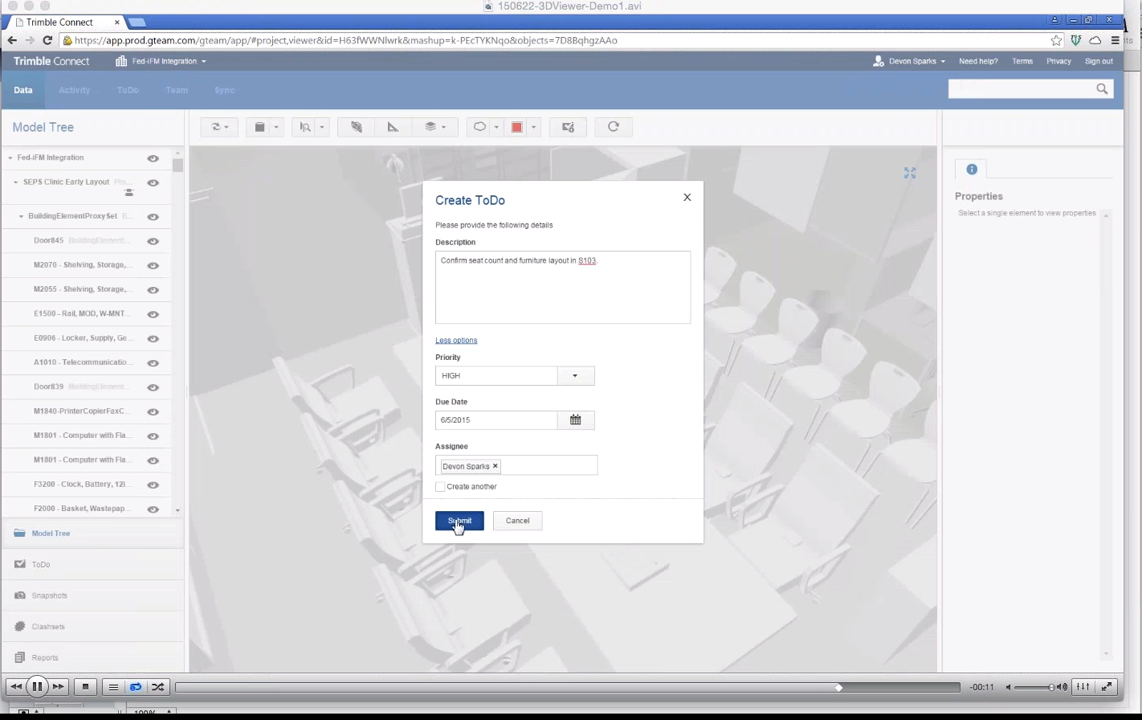 150622-3DViewer-Demo1.avi
Trimble Connect
https://app.prod.gteam.com/gteam/app/#project,viewer&id=H63fWWNlwrk&mashup=k-PEcTYKNqo&objects=7D8BqhgzAAo
Trimble Connect
Fed-iFM Integration
Devon Sparks
Need help?
Terms
Privacy
Sign out
Data
Activity
ToDo
Team
Sync
Model Tree
Fed-iFM Integration
SEPS Clinic Early Layout
BuildingElementProxySet B...
Door845 BuildingElement...
M2070 - Shelving, Storage,...
M2055 - Shelving, Storage,...
E1500 - Rail, MOD, W-MNT...
E0906 - Locker, Supply, Ge...
A1010 - Telecommunicatio...
Door839 BuildingElement...
M1840-PrinterCopierFaxC...
M1801 - Computer with Fla...
M1801 - Computer with Fla...
F3200 - Clock, Battery, 12i...
F2000 - Basket, Wastepap...
Model Tree
ToDo
Snapshots
Clashsets
Reports
Create ToDo
X
Please provide the following details
Description
Confirm seat count and furniture layout in S103.
Less options
Priority
HIGH
Due Date
6/5/2015
Assignee
Devon Sparks ×
Create another
Submit
Cancel
Properties
Select a single element to view properties
-00:11